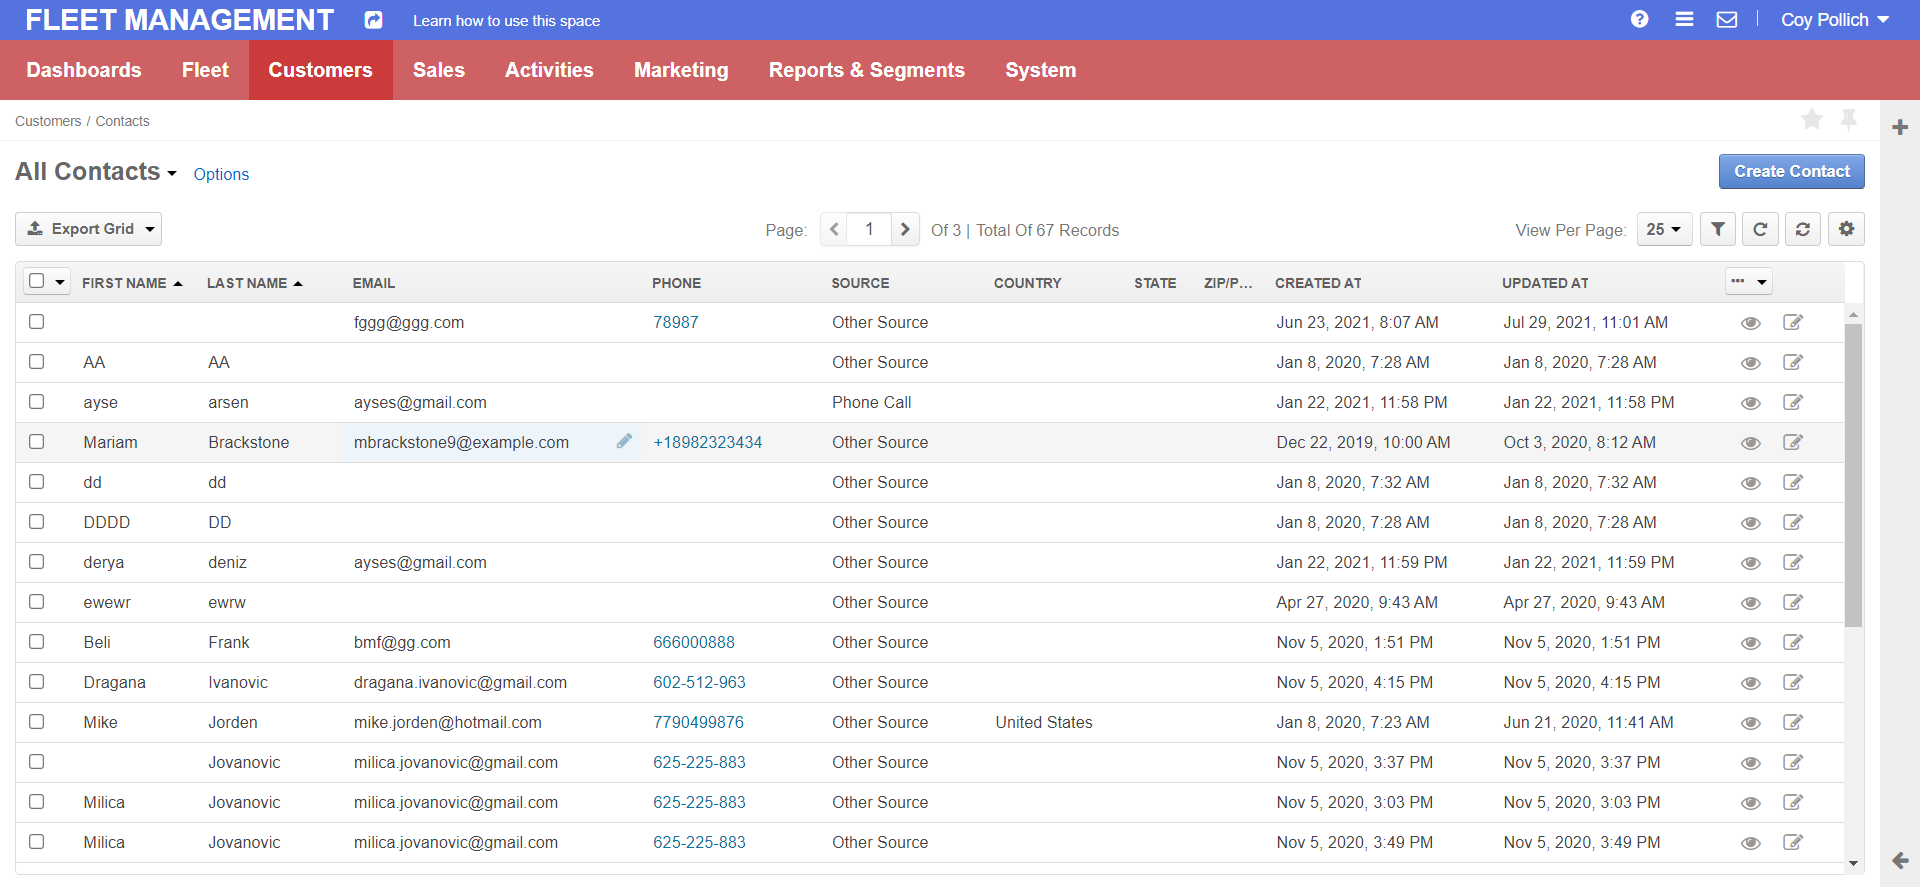 FLEET MANAGEMENT Learn how to use this space Coy Pollich
Dashboards Fleet Customers Sales Activities Marketing Reports & Segments System
Customers / Contacts
All Contacts Options Create Contact
Export Grid Page: 1 Of 3 | Total Of 67 Records View Per Page: 25
FIRST NAME LAST NAME EMAIL PHONE SOURCE COUNTRY STATE ZIP/P... CREATED AT UPDATED AT
fggg@ggg.com 78987 Other Source Jun 23, 2021, 8:07 AM Jul 29, 2021, 11:01 AM
AA AA Other Source Jan 8, 2020, 7:28 AM Jan 8, 2020, 7:28 AM
ayse arsen ayses@gmail.com Phone Call Jan 22, 2021, 11:58 PM Jan 22, 2021, 11:58 PM
Mariam Brackstone mbrackstone9@example.com +18982323434 Other Source Dec 22, 2019, 10:00 AM Oct 3, 2020, 8:12 AM
dd dd Other Source Jan 8, 2020, 7:32 AM Jan 8, 2020, 7:32 AM
DDDD DD Other Source Jan 8, 2020, 7:28 AM Jan 8, 2020, 7:28 AM
derya deniz ayses@gmail.com Other Source Jan 22, 2021, 11:59 PM Jan 22, 2021, 11:59 PM
ewewr ewrw Other Source Apr 27, 2020, 9:43 AM Apr 27, 2020, 9:43 AM
Beli Frank bmf@gg.com 666000888 Other Source Nov 5, 2020, 1:51 PM Nov 5, 2020, 1:51 PM
Dragana Ivanovic dragana.ivanovic@gmail.com 602-512-963 Other Source Nov 5, 2020, 4:15 PM Nov 5, 2020, 4:15 PM
Mike Jorden mike.jorden@hotmail.com 7790499876 Other Source United States Jan 8, 2020, 7:23 AM Jun 21, 2020, 11:41 AM
Jovanovic milica.jovanovic@gmail.com 625-225-883 Other Source Nov 5, 2020, 3:37 PM Nov 5, 2020, 3:37 PM
Milica Jovanovic milica.jovanovic@gmail.com 625-225-883 Other Source Nov 5, 2020, 3:03 PM Nov 5, 2020, 3:03 PM
Milica Jovanovic milica.jovanovic@gmail.com 625-225-883 Other Source Nov 5, 2020, 3:49 PM Nov 5, 2020, 3:49 PM